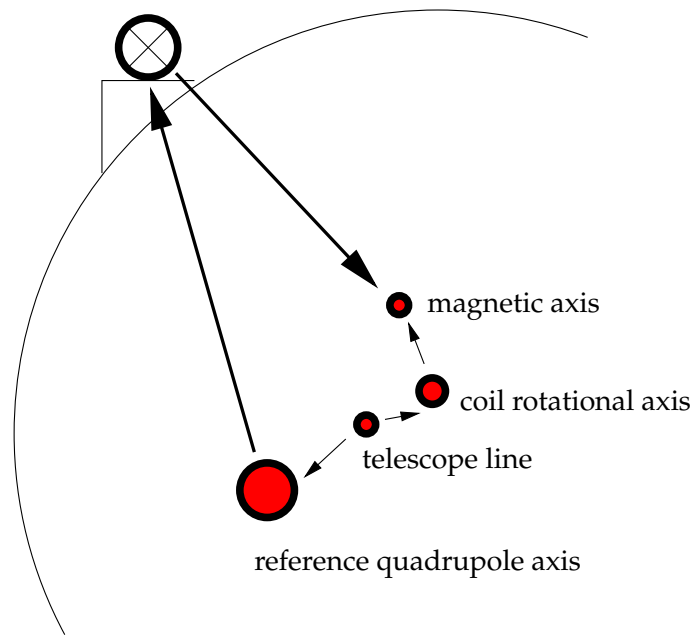 magnetic axis
coil rotational axis
telescope line
reference quadrupole axis